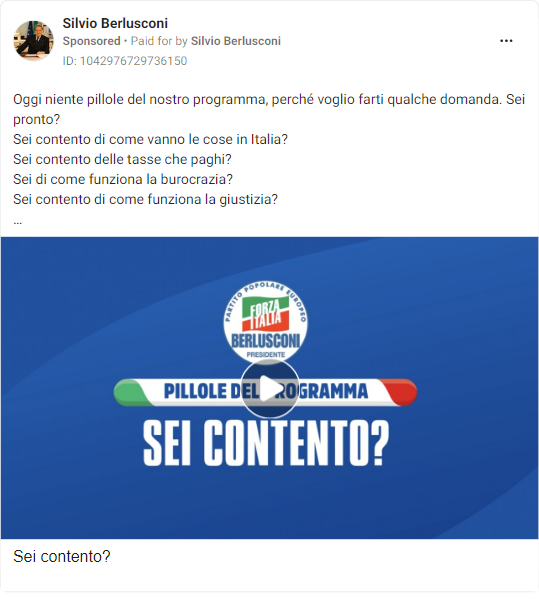 Silvio Berlusconi
Sponsored • Paid for by Silvio Berlusconi
ID: 1042976729736150
Oggi niente pillole del nostro programma, perché voglio farti qualche domanda. Sei
pronto?
Sei contento di come vanno le cose in Italia?
Sei contento delle tasse che paghi?
Sei di come funziona la burocrazia?
Sei contento di come funziona la giustizia?
...
PARTITO POPOLARE EUROPEO
FORZA
ITALIA
BERLUSCONI
PRESIDENTE
PILLOLE DEL PROGRAMMA
SEI CONTENTO?
Sei contento?